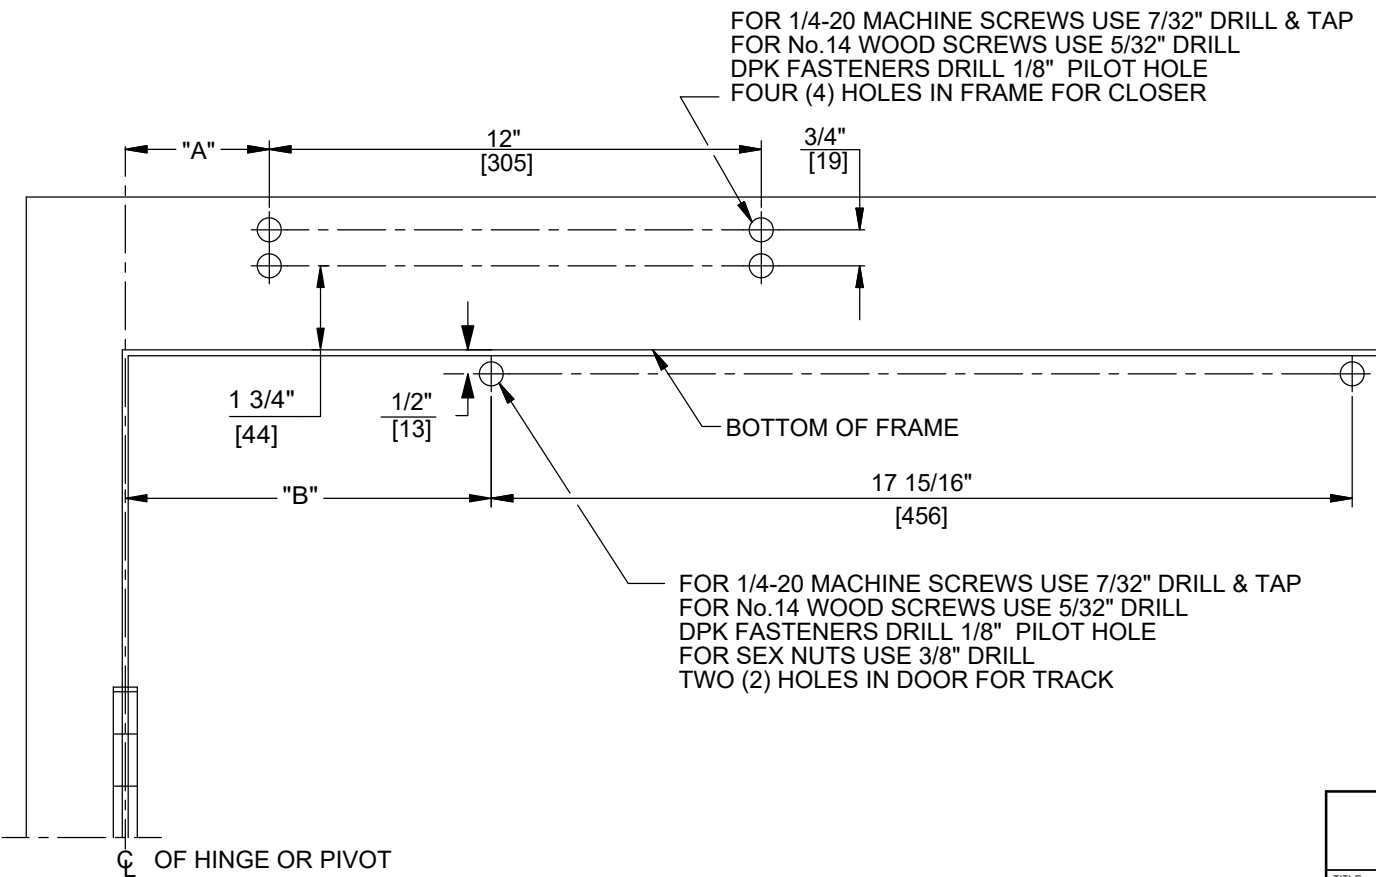 FOR 1/4-20 MACHINE SCREWS USE 7/32" DRILL & TAP
FOR No.14 WOOD SCREWS USE 5/32" DRILL
DPK FASTENERS DRILL 1/8" PILOT HOLE
FOUR (4) HOLES IN FRAME FOR CLOSER
"A"
12"
[305]
3/4"
[19]
1 3/4"
[44]
1/2"
[13]
BOTTOM OF FRAME
"B"
17 15/16"
[456]
FOR 1/4-20 MACHINE SCREWS USE 7/32" DRILL & TAP
FOR No.14 WOOD SCREWS USE 5/32" DRILL
DPK FASTENERS DRILL 1/8" PILOT HOLE
FOR SEX NUTS USE 3/8" DRILL
TWO (2) HOLES IN DOOR FOR TRACK
℄ OF HINGE OR PIVOT